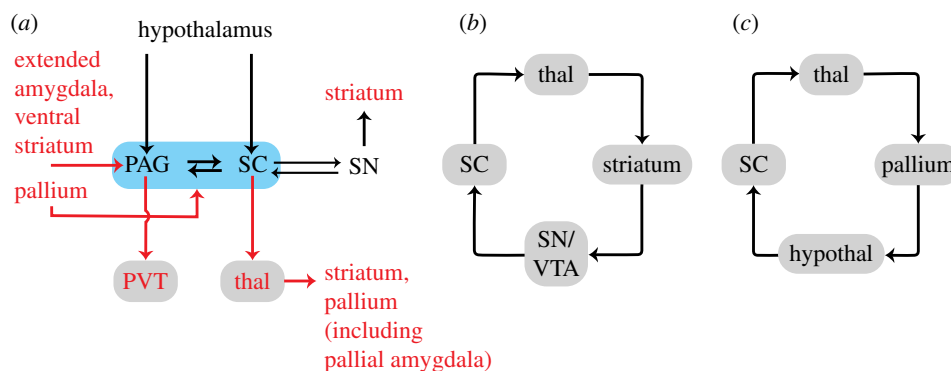 (a)
hypothalamus
extended
amygdala,
ventral
striatum
pallium
PAG
SC
SN
striatum
PVT
thal
striatum,
pallium
(including
pallial amygdala)
(b)
thal
SC
striatum
SN/
VTA
(c)
thal
SC
pallium
hypothal